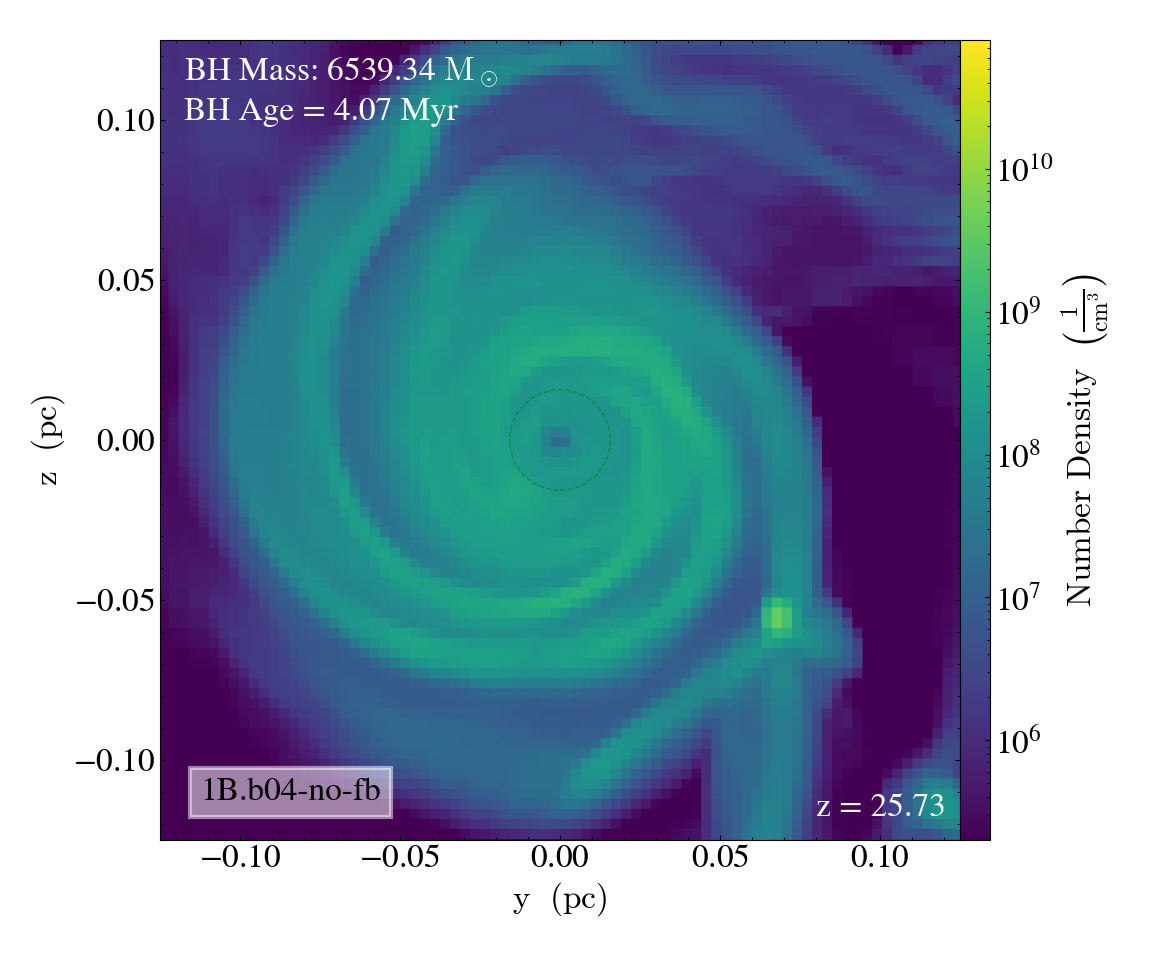 BH Mass: 6539.34 M⊙
BH Age = 4.07 Myr
0.10
0.05
0.00
−0.05
−0.10
z (pc)
1B.b04-no-fb
z = 25.73
−0.10 −0.05 0.00 0.05 0.10
y (pc)
10¹⁰
10⁹
10⁸
10⁷
10⁶
Number Density (1/cm³)